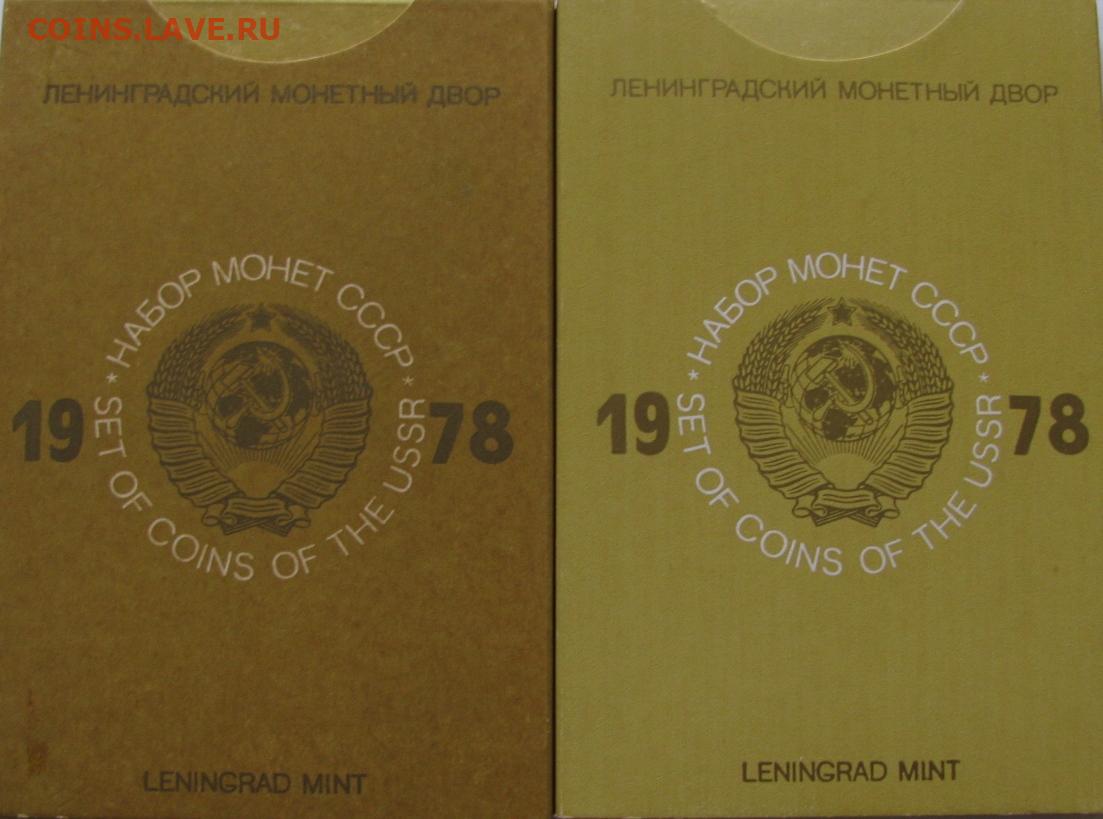 COINS.LAVE.RU
ЛЕНИНГРАДСКИЙ МОНЕТНЫЙ ДВОР
* НАБОР МОНЕТ СССР *
SET OF COINS OF THE USSR
19 78
LENINGRAD MINT
ЛЕНИНГРАДСКИЙ МОНЕТНЫЙ ДВОР
* НАБОР МОНЕТ СССР *
SET OF COINS OF THE USSR
19 78
LENINGRAD MINT